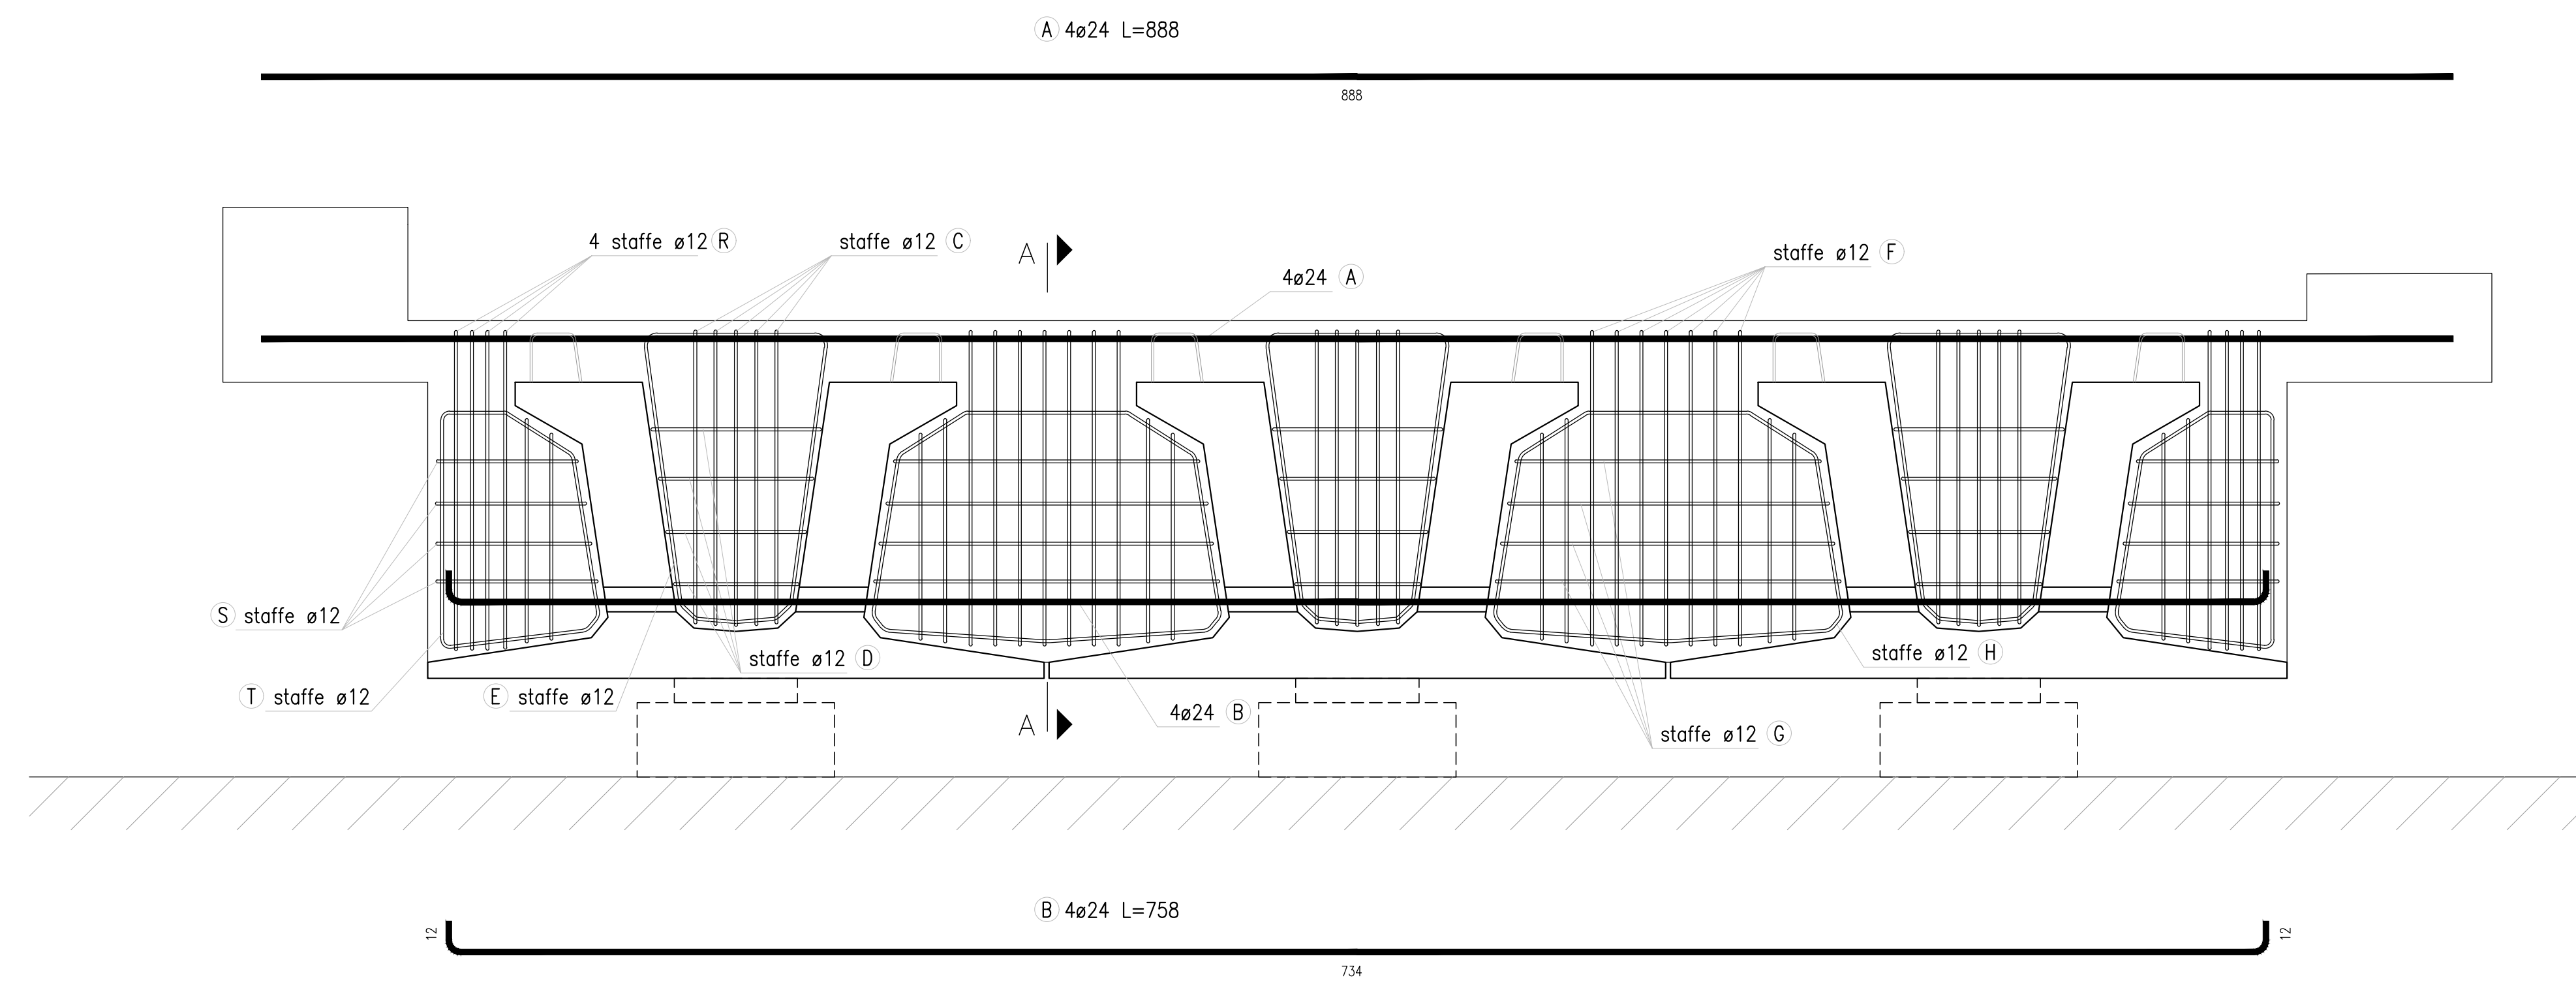 A 4ø24 L=888
888
4 staffe ø12 R
staffe ø12 C
A
4ø24 A
staffe ø12 F
S staffe ø12
T staffe ø12
E staffe ø12
staffe ø12 D
A
4ø24 B
staffe ø12 H
staffe ø12 G
B 4ø24 L=758
12
12
734